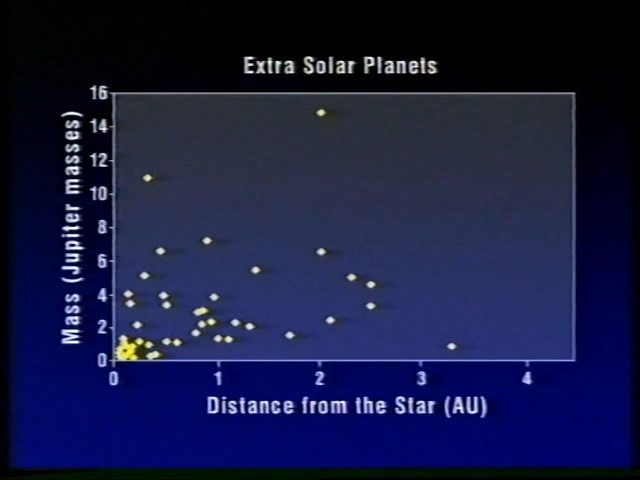 Extra Solar Planets
16
14
12
10
8
6
4
2
0
Mass (Jupiter masses)
0 1 2 3 4
Distance from the Star (AU)